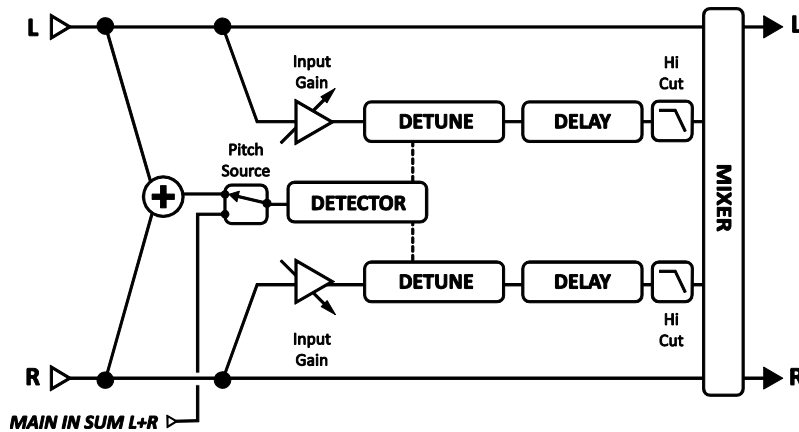 L
L
Input
Gain
Hi
Cut
DETUNE
DELAY
Pitch
Source
DETECTOR
MIXER
DETUNE
DELAY
Input
Gain
Hi
Cut
R
R
MAIN IN SUM L+R